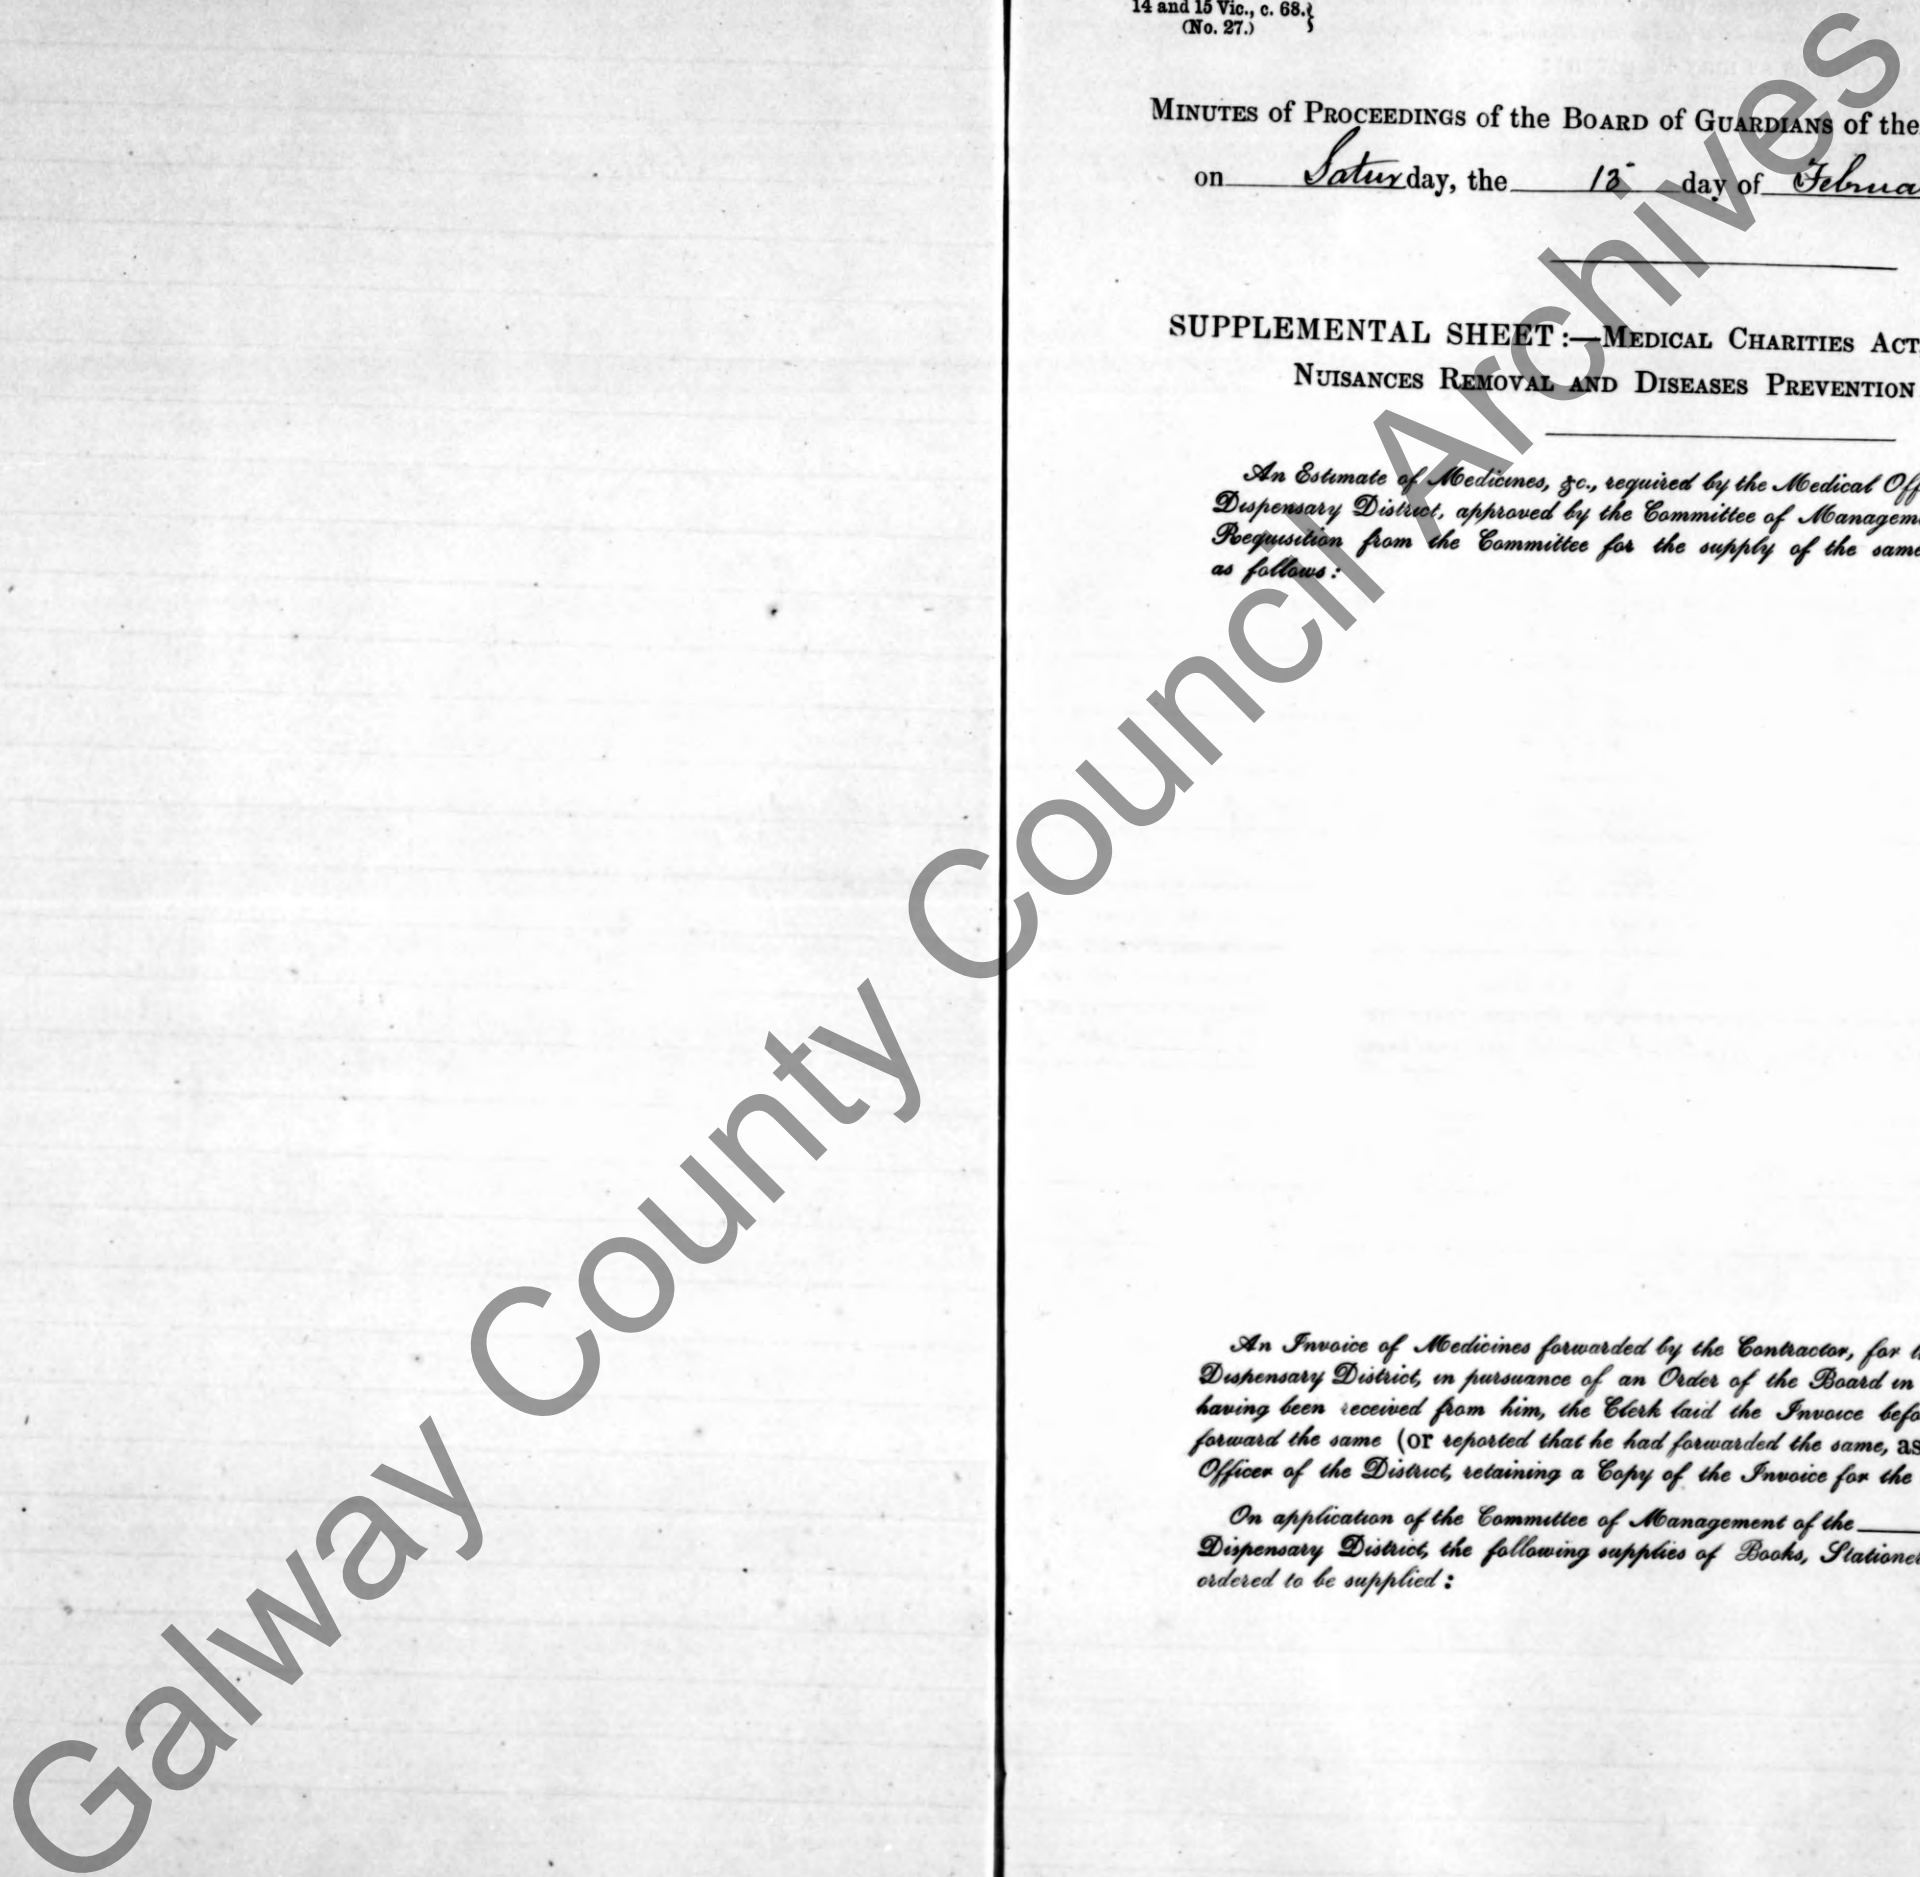 14 and 15 Vic., c. 68.}
(No. 27.)
MINUTES of PROCEEDINGS of the BOARD of GUARDIANS of the
on Saturday, the day of Februa
SUPPLEMENTAL SHEET:—MEDICAL CHARITIES ACT
NUISANCES REMOVAL AND DISEASES PREVENTION
An Estimate of Medicines, &c., required by the Medical Off
Dispensary District, approved by the Committee of Managem
Requisition from the Committee for the supply of the same
as follows:
An Invoice of Medicines forwarded by the Contractor, for t
Dispensary District, in pursuance of an Order of the Board in
having been received from him, the Clerk laid the Invoice befo
forward the same (or reported that he had forwarded the same, as
Officer of the District, retaining a Copy of the Invoice for the
On application of the Committee of Management of the
Dispensary District, the following supplies of Books, Statione
ordered to be supplied:
Galway County Council Archives